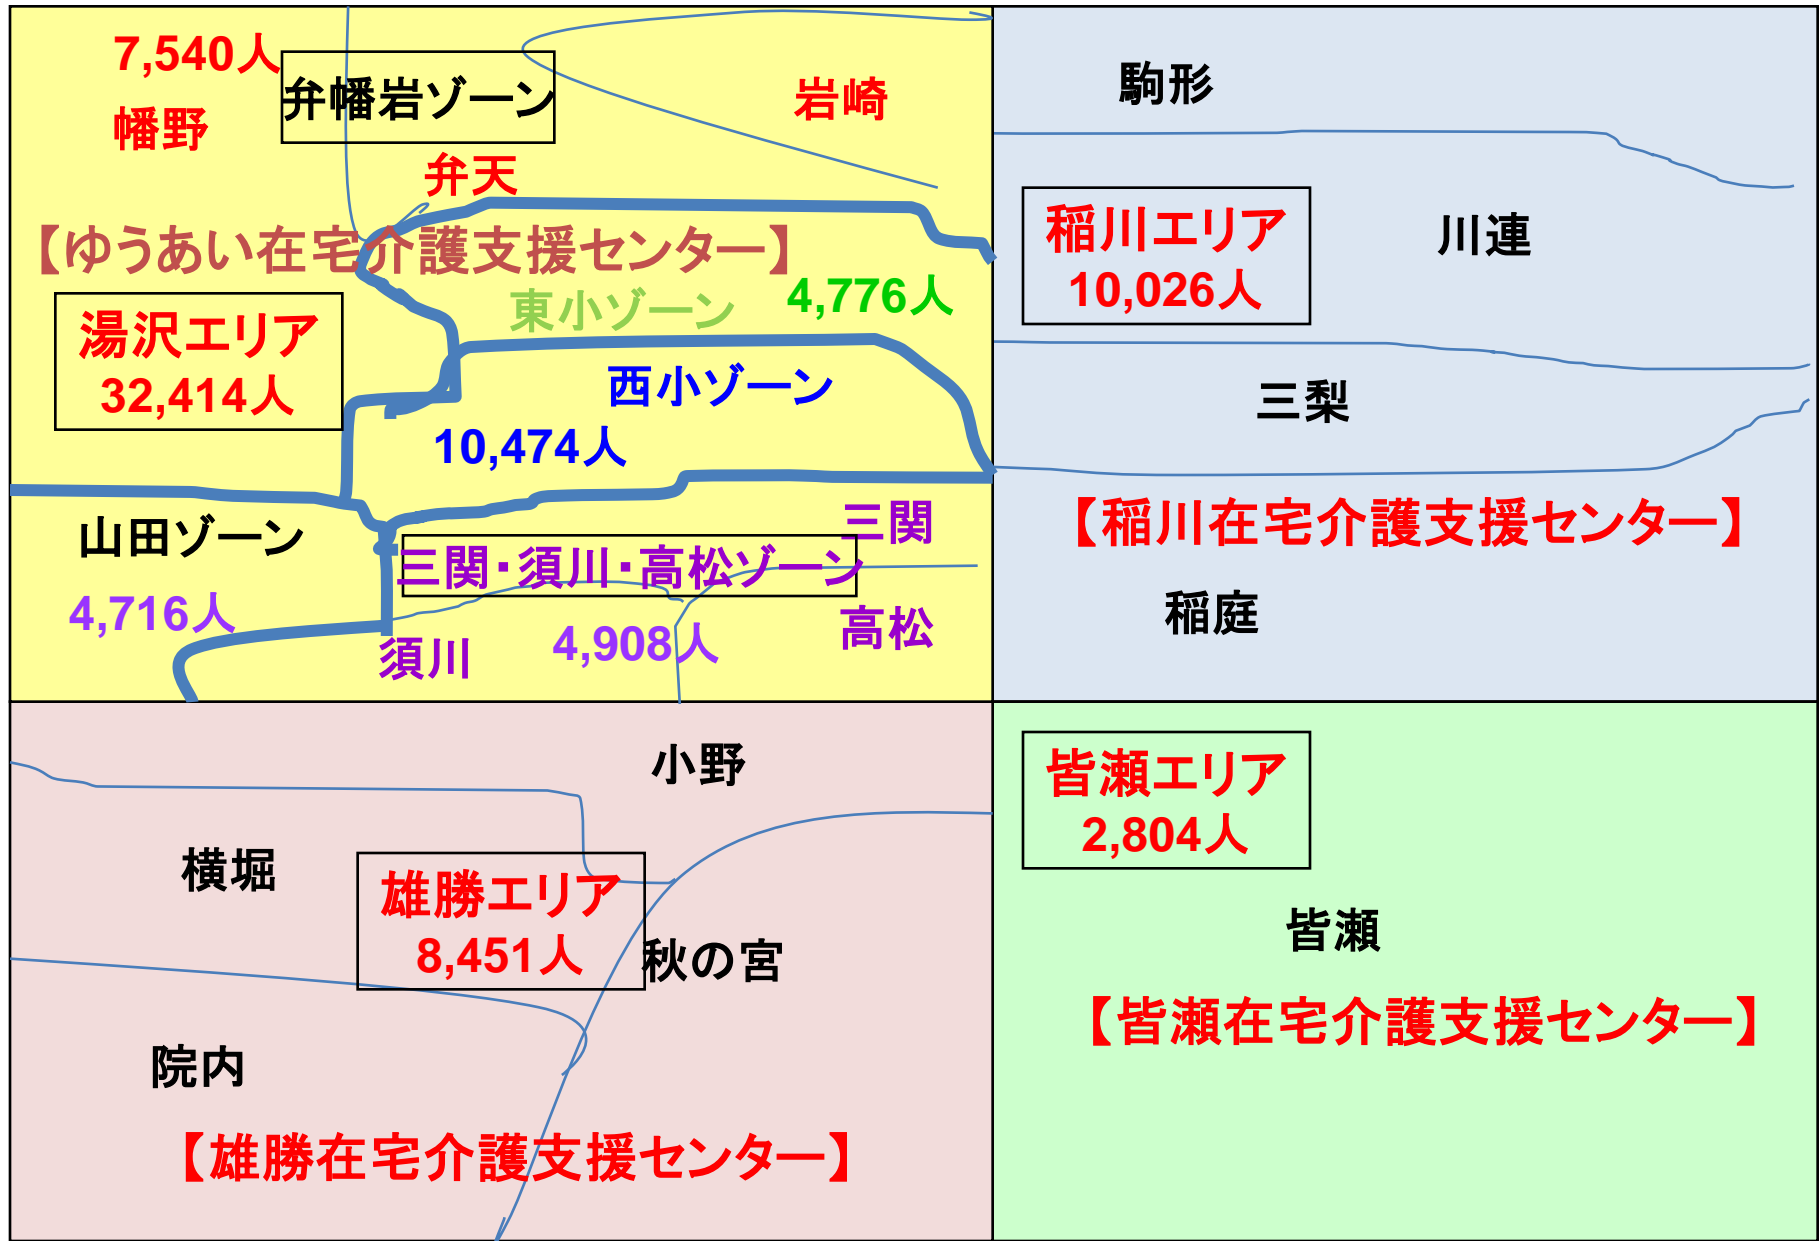 7,540人
弁幡岩ゾーン
幡野
岩崎
弁天
【ゆうあい在宅介護支援センター】
東小ゾーン
4,776人
湯沢エリア
32,414人
西小ゾーン
10,474人
山田ゾーン
4,716人
三関
三関・須川・高松ゾーン
高松
須川
4,908人
駒形
稲川エリア
10,026人
川連
三梨
【稲川在宅介護支援センター】
稲庭
小野
横堀
雄勝エリア
8,451人
秋の宮
院内
【雄勝在宅介護支援センター】
皆瀬エリア
2,804人
皆瀬
【皆瀬在宅介護支援センター】